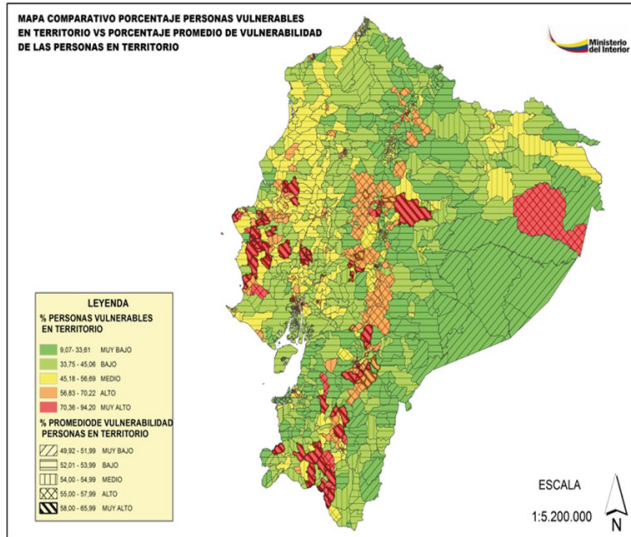 MAPA COMPARATIVO PORCENTAJE PERSONAS VULNERABLES
EN TERRITORIO VS PORCENTAJE PROMEDIO DE VULNERABILIDAD
DE LAS PERSONAS EN TERRITORIO
Ministerio
del Interior
LEYENDA
% PERSONAS VULNERABLES
EN TERRITORIO
9,07- 33,61 MUY BAJO
33,75 - 45,06 BAJO
45,18 - 56,69 MEDIO
56,83 - 70,22 ALTO
70,36 - 94,20 MUY ALTO
% PROMEDIODE VULNERABILIDAD
PERSONAS EN TERRITORIO
49,92 - 51,99 MUY BAJO
52,01 - 53,99 BAJO
54,00 - 54,99 MEDIO
55,00 - 57,99 ALTO
58,00 - 65,99 MUY ALTO
ESCALA
1:5.200.000
N